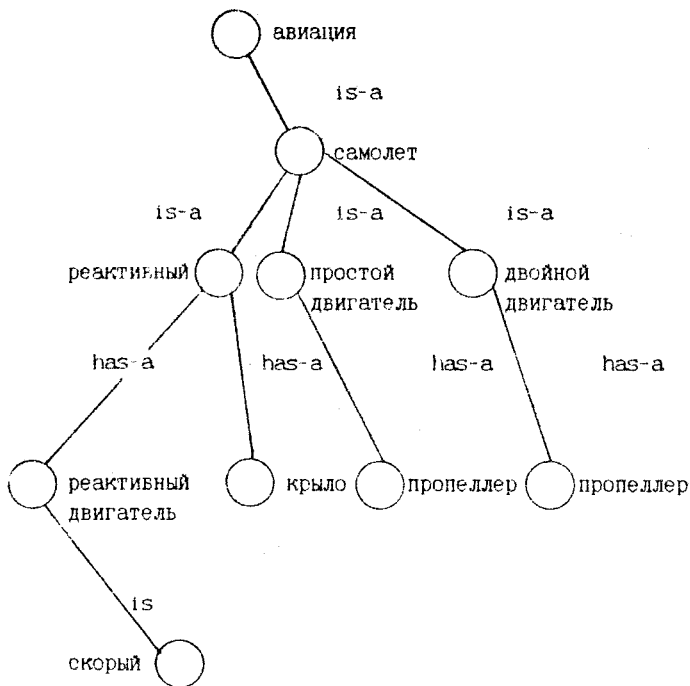 авиация
is-a
самолет
is-a is-a is-a
реактивный простой двойной
двигатель двигатель
has-a has-a has-a has-a
реактивный крыло пропеллер пропеллер
двигатель
is
скорый